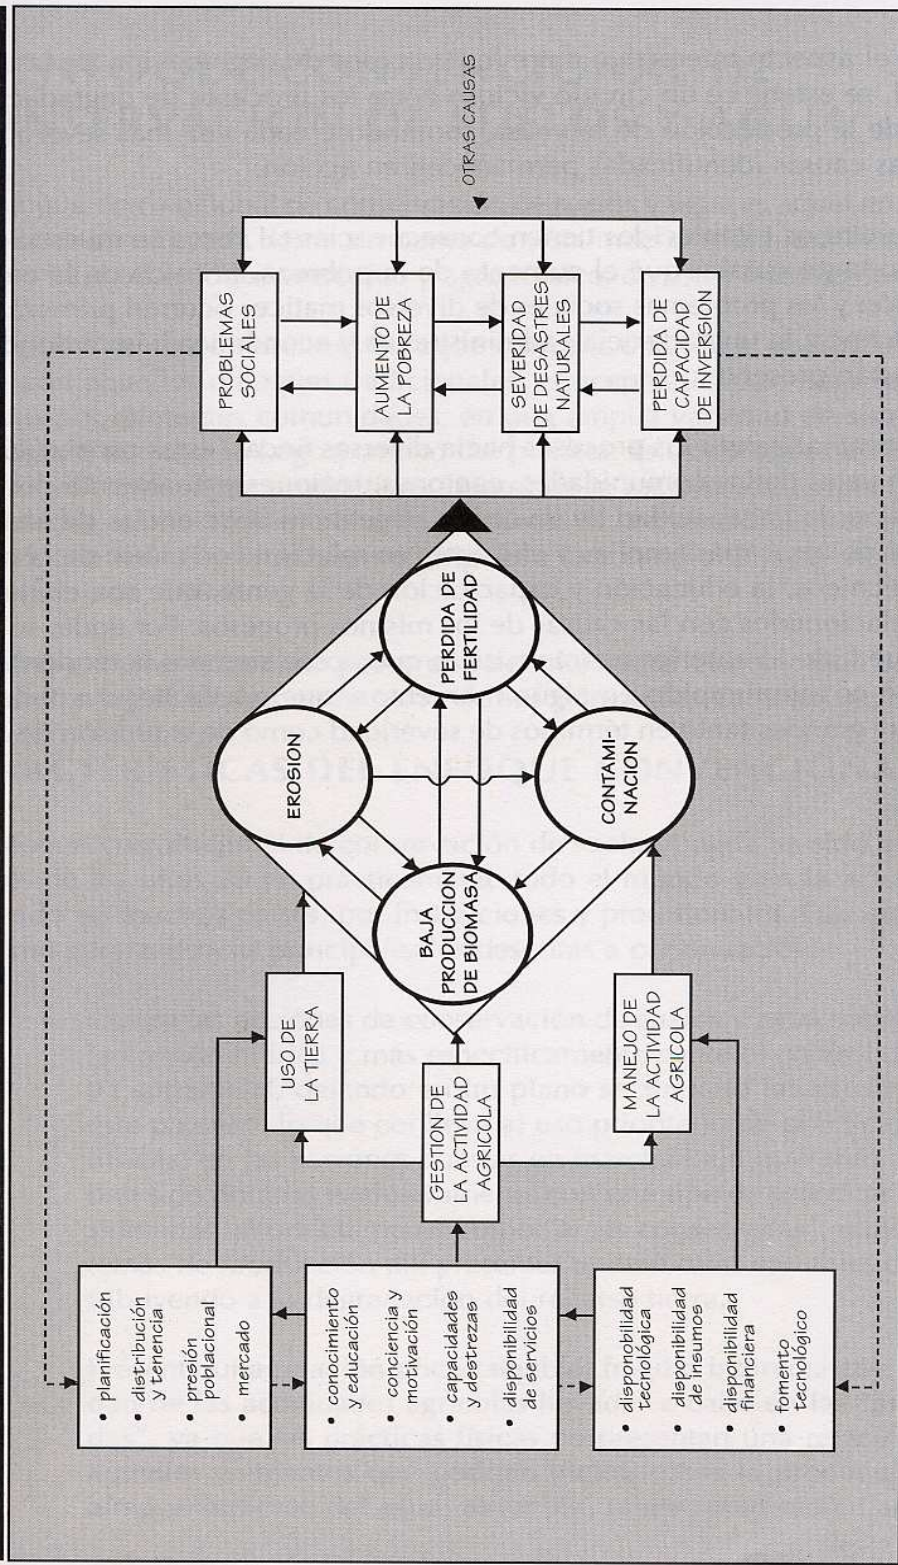 • planificación
• distribución
y tenencia
• presión
poblacional
• mercado
• conocimiento
y educación
• conciencia y
motivación
• capacidades
y destrezas
• disponibilidad
de servicios
• disponobilidad
tecnológica
• disponobilidad
de insumos
• disponobilidad
financiera
• fomento
tecnológico
USO DE
LA TIERRA
GESTION DE
LA ACTIVIDAD
AGRICOLA
MANEJO DE
LA ACTIVIDAD
AGRICOLA
EROSION
BAJA
PRODUCCION
DE BIOMASA
PERDIDA DE
FERTILIDAD
CONTAMI-
NACION
PROBLEMAS
SOCIALES
AUMENTO DE
LA POBREZA
SEVERIDAD
DE DESASTRES
NATURALES
PERDIDA DE
CAPACIDAD
DE INVERSION
OTRAS CAUSAS